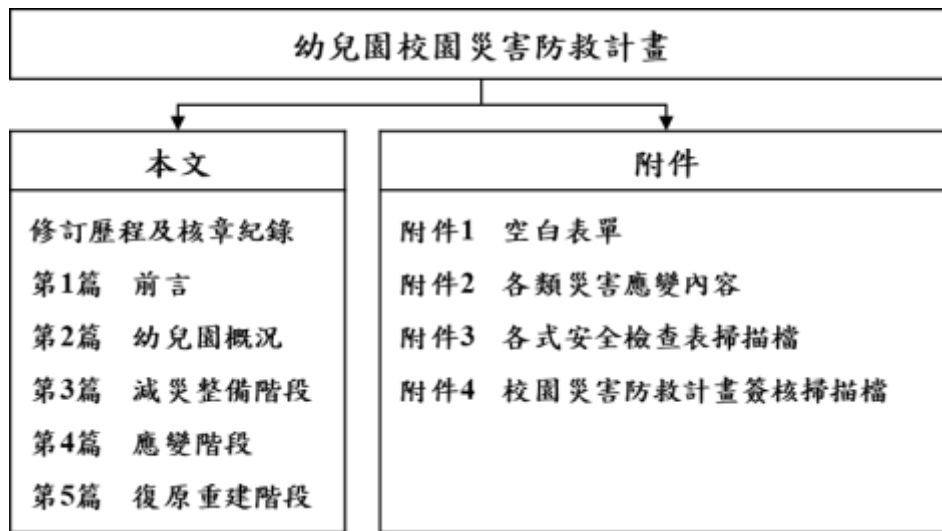 幼兒園校園災害防救計畫
本文
修訂歷程及核章紀錄
第1篇 前言
第2篇 幼兒園概況
第3篇 減災整備階段
第4篇 應變階段
第5篇 復原重建階段
附件
附件1 空白表單
附件2 各類災害應變內容
附件3 各式安全檢查表掃描檔
附件4 校園災害防救計畫簽核掃描檔